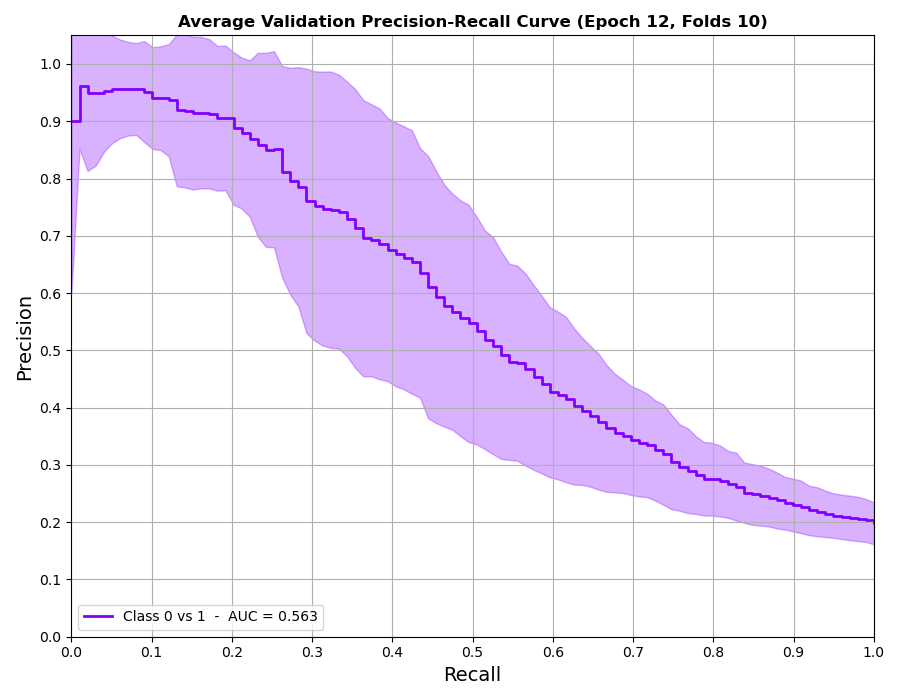 Average Validation Precision-Recall Curve (Epoch 12, Folds 10)
Precision
1.0
0.9
0.8
0.7
0.6
0.5
0.4
0.3
0.2
0.1
0.0
Class 0 vs 1 - AUC = 0.563
0.0 0.1 0.2 0.3 0.4 0.5 0.6 0.7 0.8 0.9 1.0
Recall